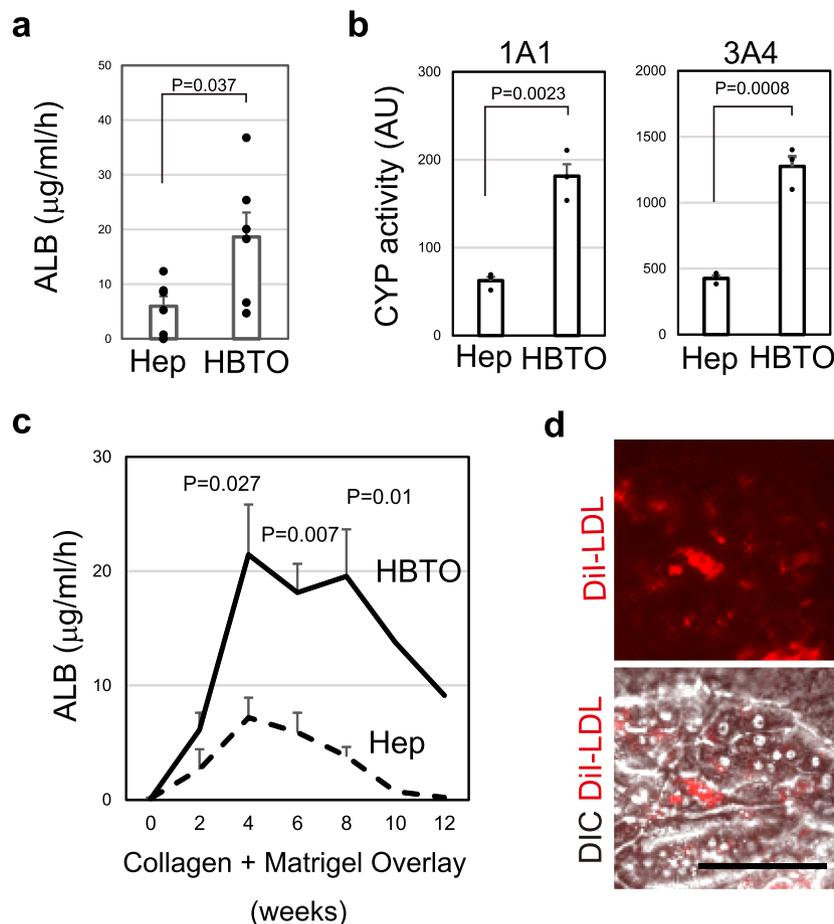 a
ALB (µg/ml/h)
50
40
30
20
10
0
P=0.037
Hep HBTO
b
CYP activity (AU)
1A1
300
200
100
0
P=0.0023
Hep HBTO
3A4
2000
1500
1000
500
0
P=0.0008
Hep HBTO
c
ALB (µg/ml/h)
30
20
10
0
P=0.027
P=0.007
P=0.01
HBTO
Hep
0 2 4 6 8 10 12
Collagen + Matrigel Overlay
(weeks)
d
Dil-LDL
DIC Dil-LDL